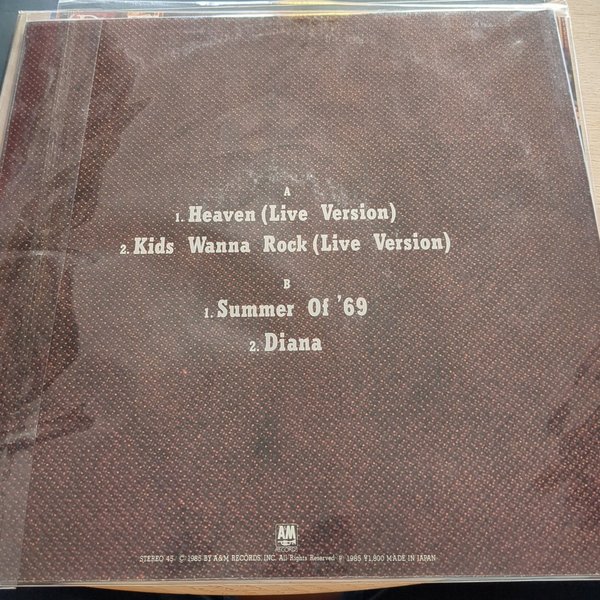 A
1. Heaven (Live Version)
2. Kids Wanna Rock (Live Version)
B
1. Summer Of '69
2. Diana
A&M
RECORDS
STEREO 45 © 1985 BY A&M RECORDS, INC. All Rights Reserved ℗ 1985 ¥1,800 MADE IN JAPAN